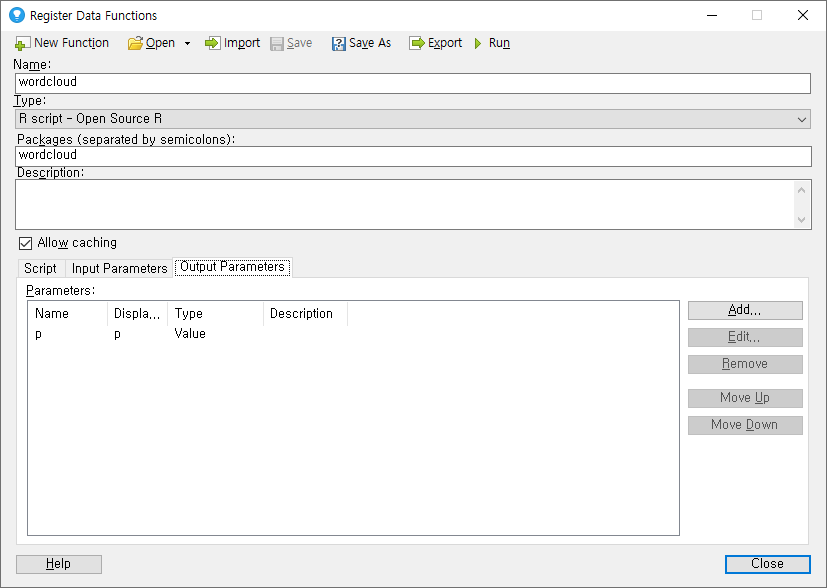 Register Data Functions
New Function Open Import Save Save As Export Run
Name:
wordcloud
Type:
R script - Open Source R
Packages (separated by semicolons):
wordcloud
Description:
Allow caching
Script Input Parameters Output Parameters
Parameters:
Name Displa... Type Description
p p Value
Add...
Edit...
Remove
Move Up
Move Down
Help Close